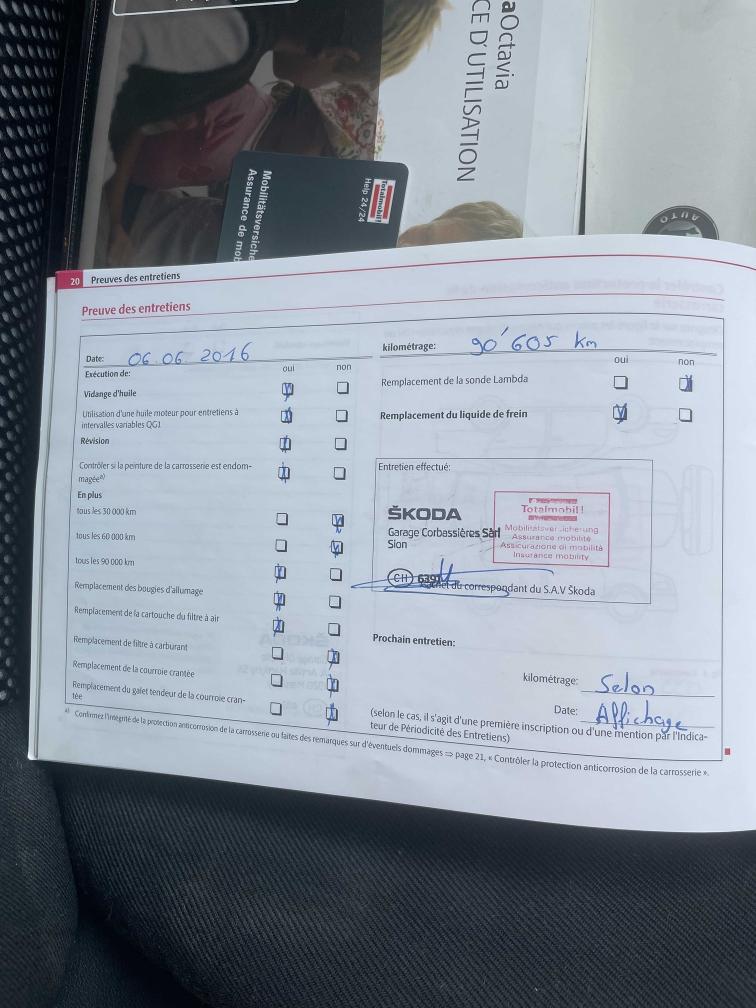 aOctavia
CE D'UTILISATION
Totalmobil!
Help 24/24
Mobilitätsversiche
Assurance de mob
AUTO
20 Preuves des entretiens
Preuve des entretiens
Date: 06.06.2016
Exécution de: oui non
Vidange d'huile
Utilisation d'une huile moteur pour entretiens à
intervalles variables QG1
Révision
Contrôler si la peinture de la carrosserie est endom-
magée a)
En plus
tous les 30 000 km
tous les 60 000 km
tous les 90 000 km
Remplacement des bougies d'allumage
Remplacement de la cartouche du filtre à air
Remplacement de filtre à carburant
Remplacement de la courroie crantée
Remplacement du galet tendeur de la courroie cran-
tée
kilométrage: 90'605 km
oui non
Remplacement de la sonde Lambda
Remplacement du liquide de frein
Entretien effectué:
ŠKODA
Garage Corbassières Sàrl
Sion
CH 6391
du correspondant du S.A.V Škoda
Totalmobil!
Mobilitätsversicherung
Assurance mobilité
Assicurazione di mobilità
Insurance mobility
Prochain entretien:
kilométrage: Selon
Date: Affichage
(selon le cas, il s'agit d'une première inscription ou d'une mention par l'Indica-
teur de Périodicité des Entretiens)
a) Confirmez l'intégrité de la protection anticorrosion de la carrosserie ou faites des remarques sur d'éventuels dommages ⇒ page 21, « Contrôler la protection anticorrosion de la carrosserie ».